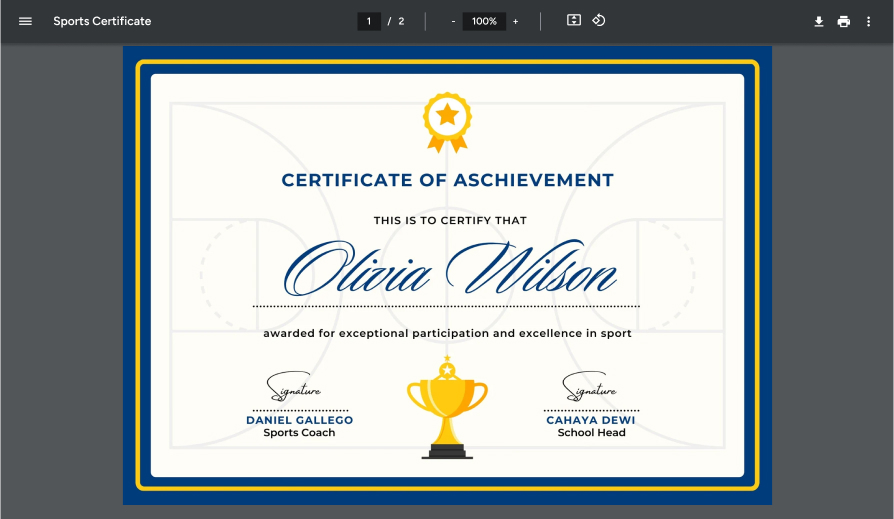 Sports Certificate
1 / 2
- 100% +
CERTIFICATE OF ASCHIEVEMENT
THIS IS TO CERTIFY THAT
Olivia Wilson
awarded for exceptional participation and excellence in sport
Signature
DANIEL GALLEGO
Sports Coach
Signature
CAHAYA DEWI
School Head